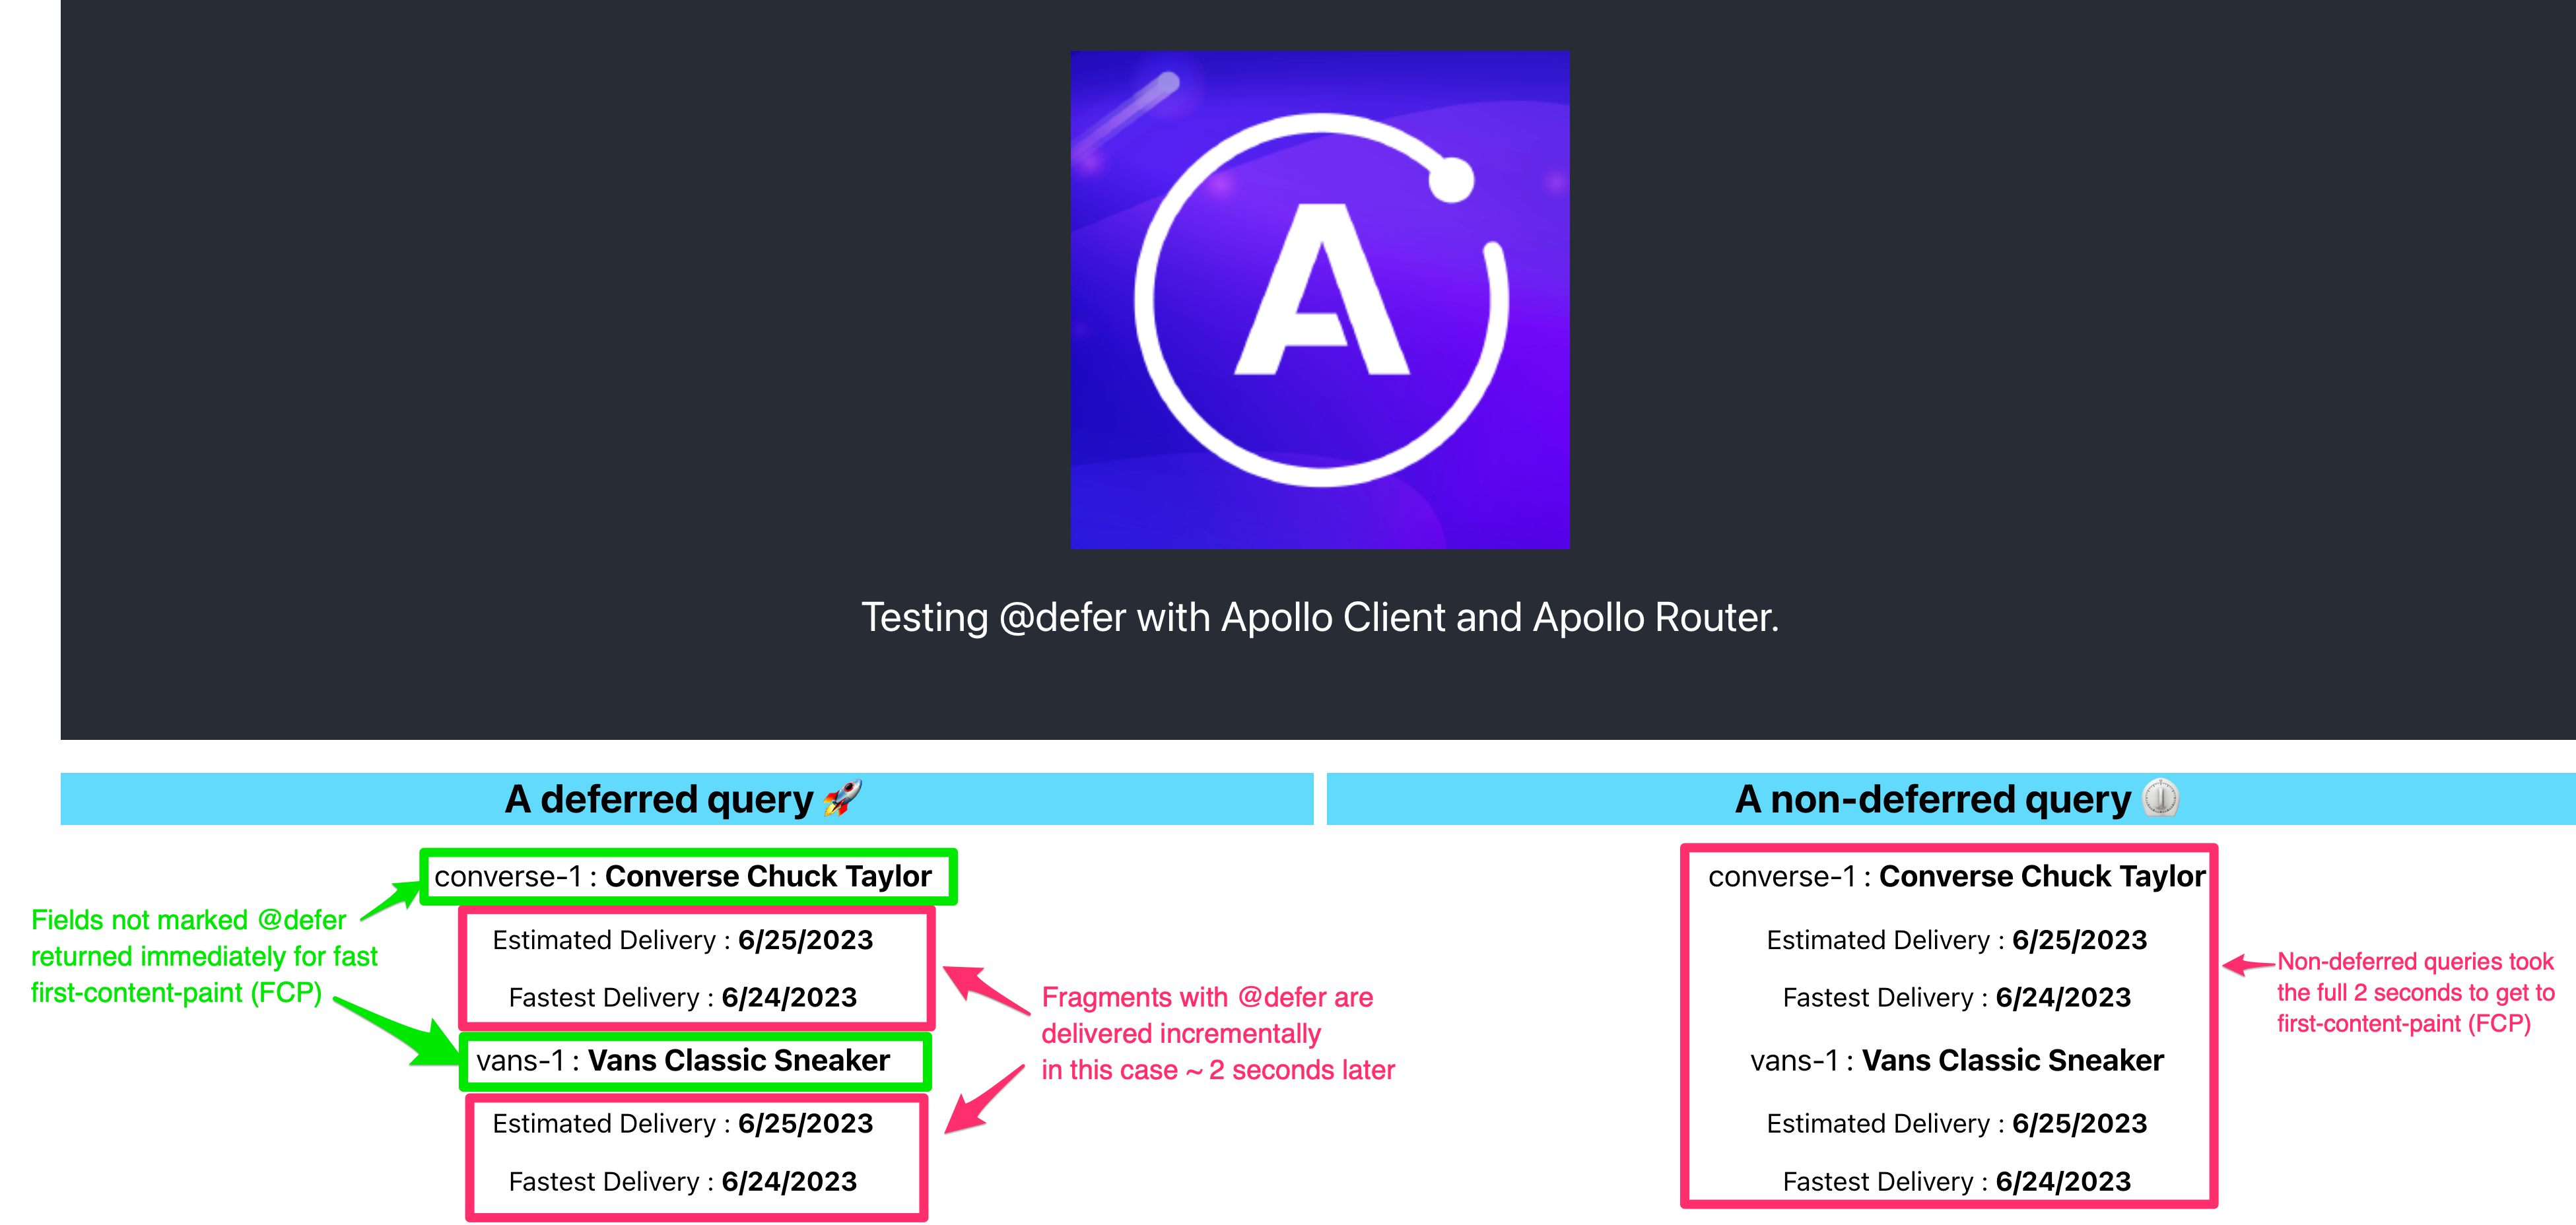 A
Testing @defer with Apollo Client and Apollo Router.
A deferred query 🚀
converse-1 : Converse Chuck Taylor
Estimated Delivery : 6/25/2023
Fastest Delivery : 6/24/2023
vans-1 : Vans Classic Sneaker
Estimated Delivery : 6/25/2023
Fastest Delivery : 6/24/2023
Fields not marked @defer
returned immediately for fast
first-content-paint (FCP)
Fragments with @defer are
delivered incrementally
in this case ~ 2 seconds later
A non-deferred query ⏲
converse-1 : Converse Chuck Taylor
Estimated Delivery : 6/25/2023
Fastest Delivery : 6/24/2023
vans-1 : Vans Classic Sneaker
Estimated Delivery : 6/25/2023
Fastest Delivery : 6/24/2023
Non-deferred queries took
the full 2 seconds to get to
first-content-paint (FCP)